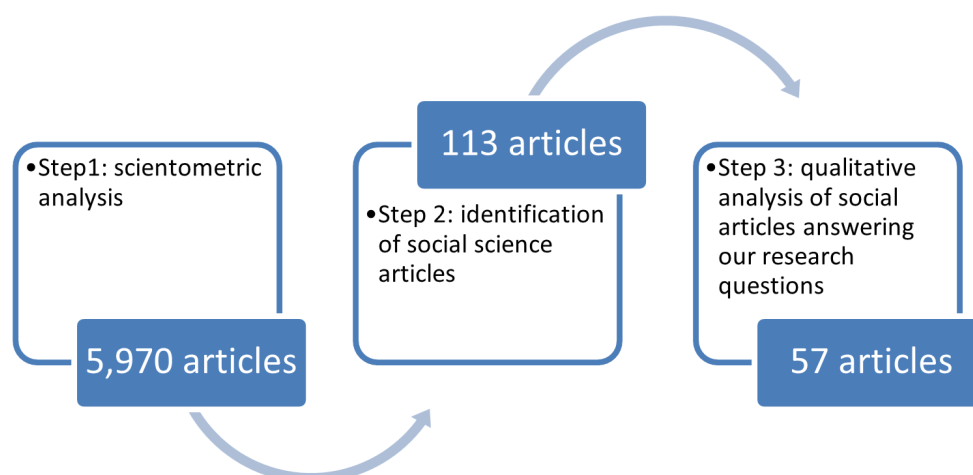 •Step1: scientometric
analysis
5,970 articles
113 articles
•Step 2: identification
of social science
articles
•Step 3: qualitative
analysis of social
articles answering
our research
questions
57 articles